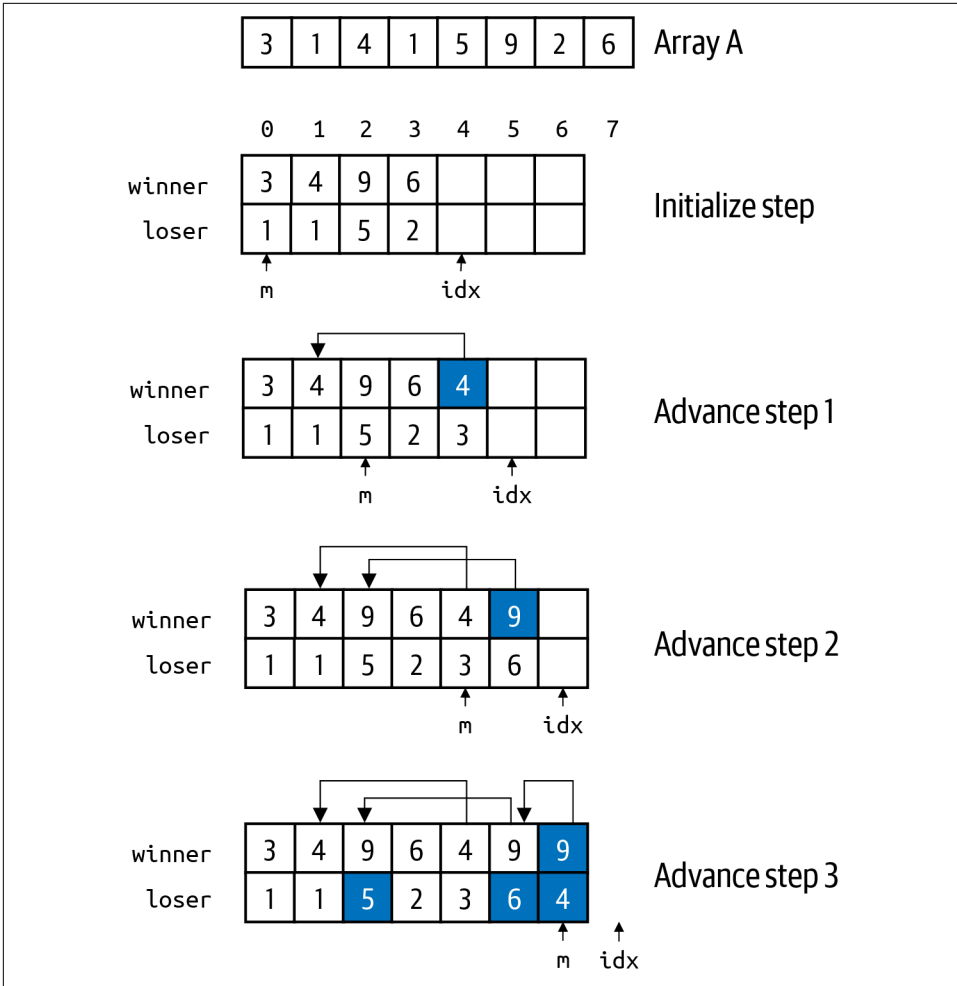 3 1 4 1 5 9 2 6 Array A
0 1 2 3 4 5 6 7
winner 3 4 9 6
Initialize step
loser 1 1 5 2
m idx
winner 3 4 9 6 4
Advance step 1
loser 1 1 5 2 3
m idx
winner 3 4 9 6 4 9
Advance step 2
loser 1 1 5 2 3 6
m idx
winner 3 4 9 6 4 9 9
Advance step 3
loser 1 1 5 2 3 6 4
m idx